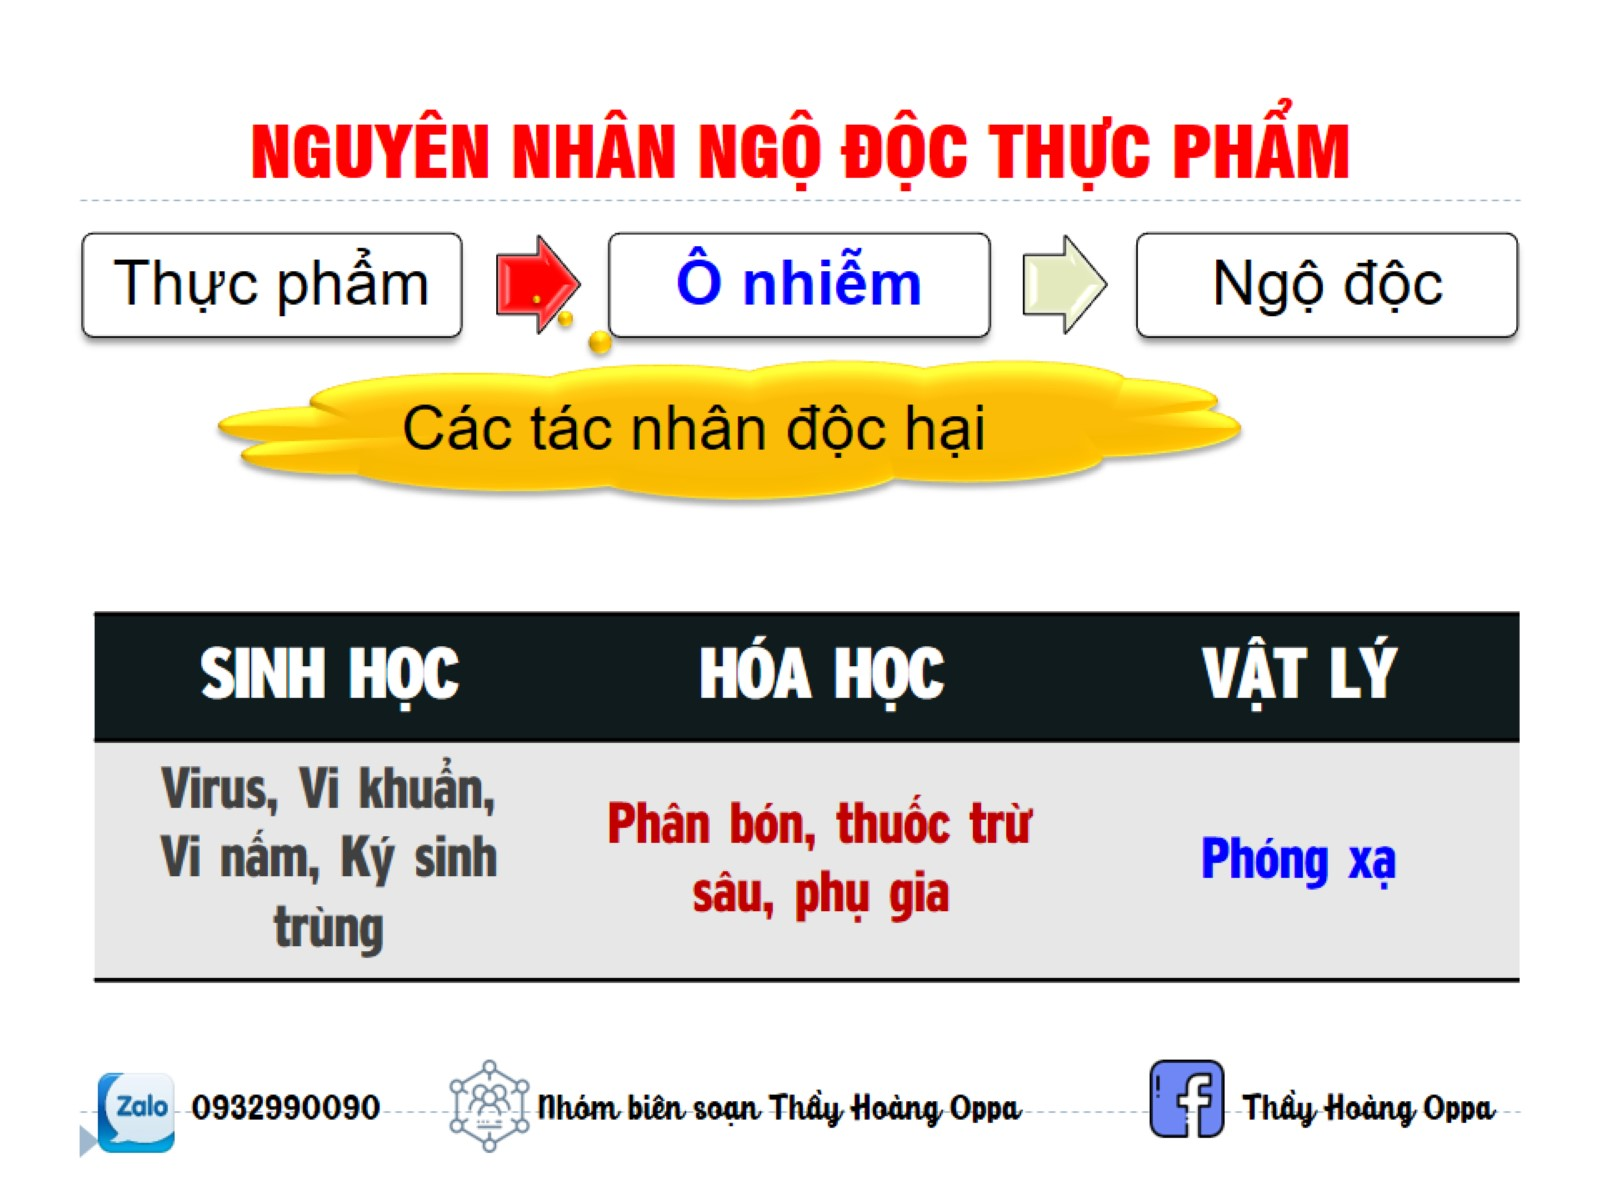 NGUYÊN NHÂN NGỘ ĐỘC THỰC PHẨM
Thực phẩm
Ô nhiễm
Ngộ độc
Các tác nhân độc hại
SINH HỌC
HÓA HỌC
VẬT LÝ
Virus, Vi khuẩn,
Vi nấm, Ký sinh
trùng
Phân bón, thuốc trừ
sâu, phụ gia
Phóng xạ
Zalo
0932990090
Nhóm biên soạn Thầy Hoàng Oppa
Thầy Hoàng Oppa